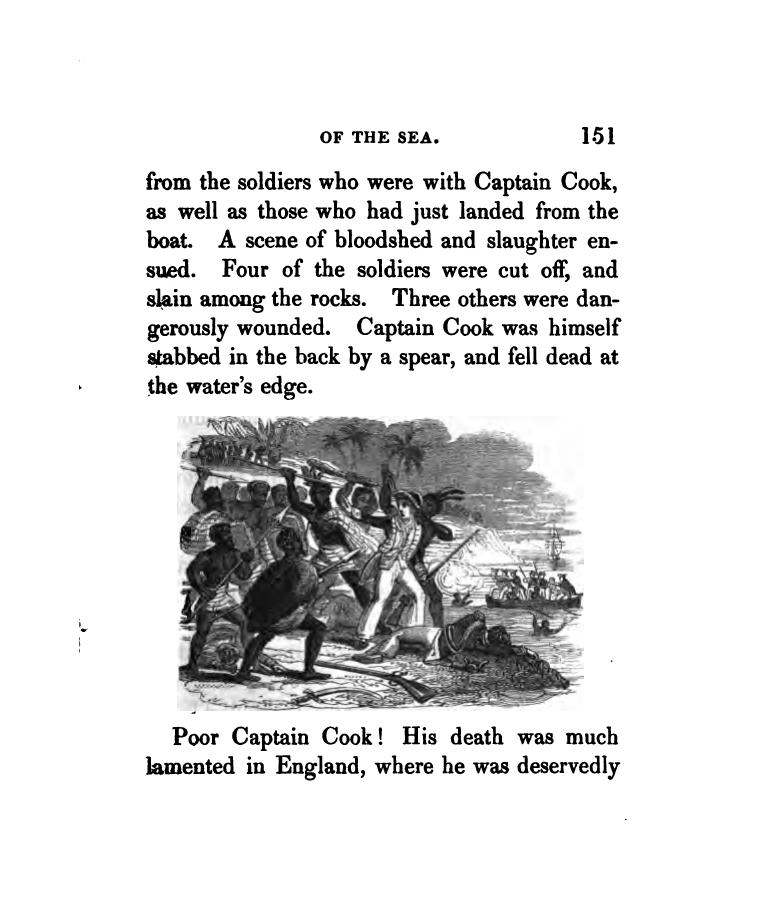 OF THE SEA. 151
from the soldiers who were with Captain Cook,
as well as those who had just landed from the
boat. A scene of bloodshed and slaughter en-
sued. Four of the soldiers were cut off, and
slain among the rocks. Three others were dan-
gerously wounded. Captain Cook was himself
stabbed in the back by a spear, and fell dead at
the water's edge.
Poor Captain Cook! His death was much
lamented in England, where he was deservedly